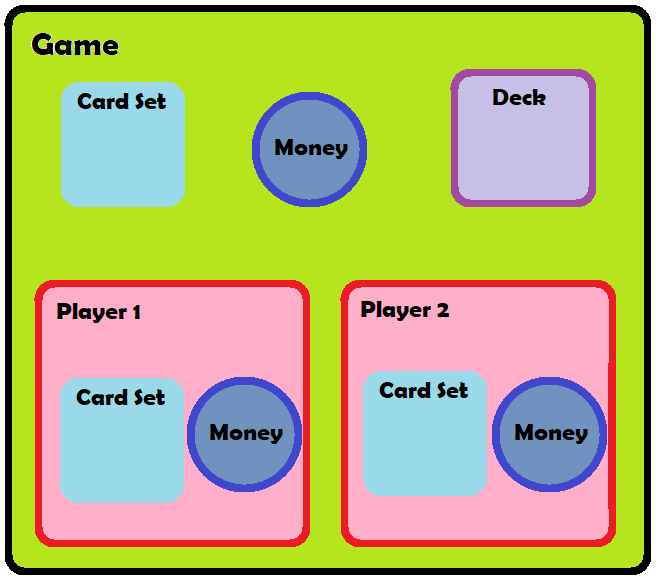 Game
Card Set
Money
Deck
Player 1
Player 2
Card Set
Money
Card Set
Money